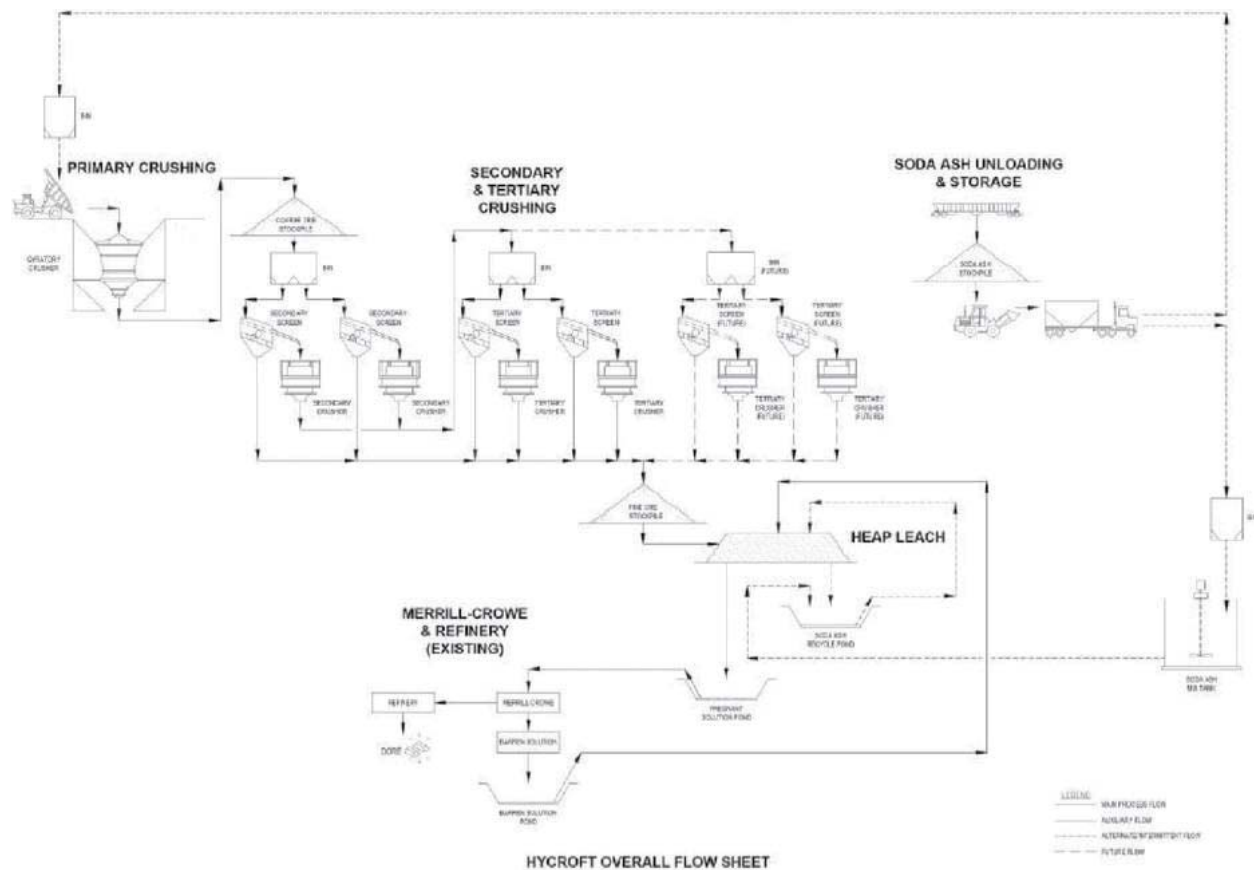 BIN
PRIMARY CRUSHING
GYRATORY
CRUSHER
COARSE ORE
STOCKPILE
BIN
SECONDARY
SCREEN
SECONDARY
SCREEN
SECONDARY
CRUSHER
SECONDARY
CRUSHER
SECONDARY
& TERTIARY
CRUSHING
BIN
TERTIARY
SCREEN
TERTIARY
SCREEN
TERTIARY
CRUSHER
TERTIARY
CRUSHER
BIN
(FUTURE)
TERTIARY
SCREEN
(FUTURE)
TERTIARY
SCREEN
(FUTURE)
TERTIARY
CRUSHER
(FUTURE)
TERTIARY
CRUSHER
(FUTURE)
SODA ASH UNLOADING
& STORAGE
SODA ASH
STOCKPILE
FINE ORE
STOCKPILE
HEAP LEACH
SODA ASH
RECYCLE POND
SODA ASH
MIX TANK
MERRILL-CROWE
& REFINERY
(EXISTING)
REFINERY
MERRILL-CROWE
PREGNANT
SOLUTION POND
DORE
BARREN SOLUTION
BARREN SOLUTION
POND
LEGEND
MAIN PROCESS FLOW
AUXILIARY FLOW
ALTERNATE/INTERMITTENT FLOW
FUTURE FLOW
HYCROFT OVERALL FLOW SHEET